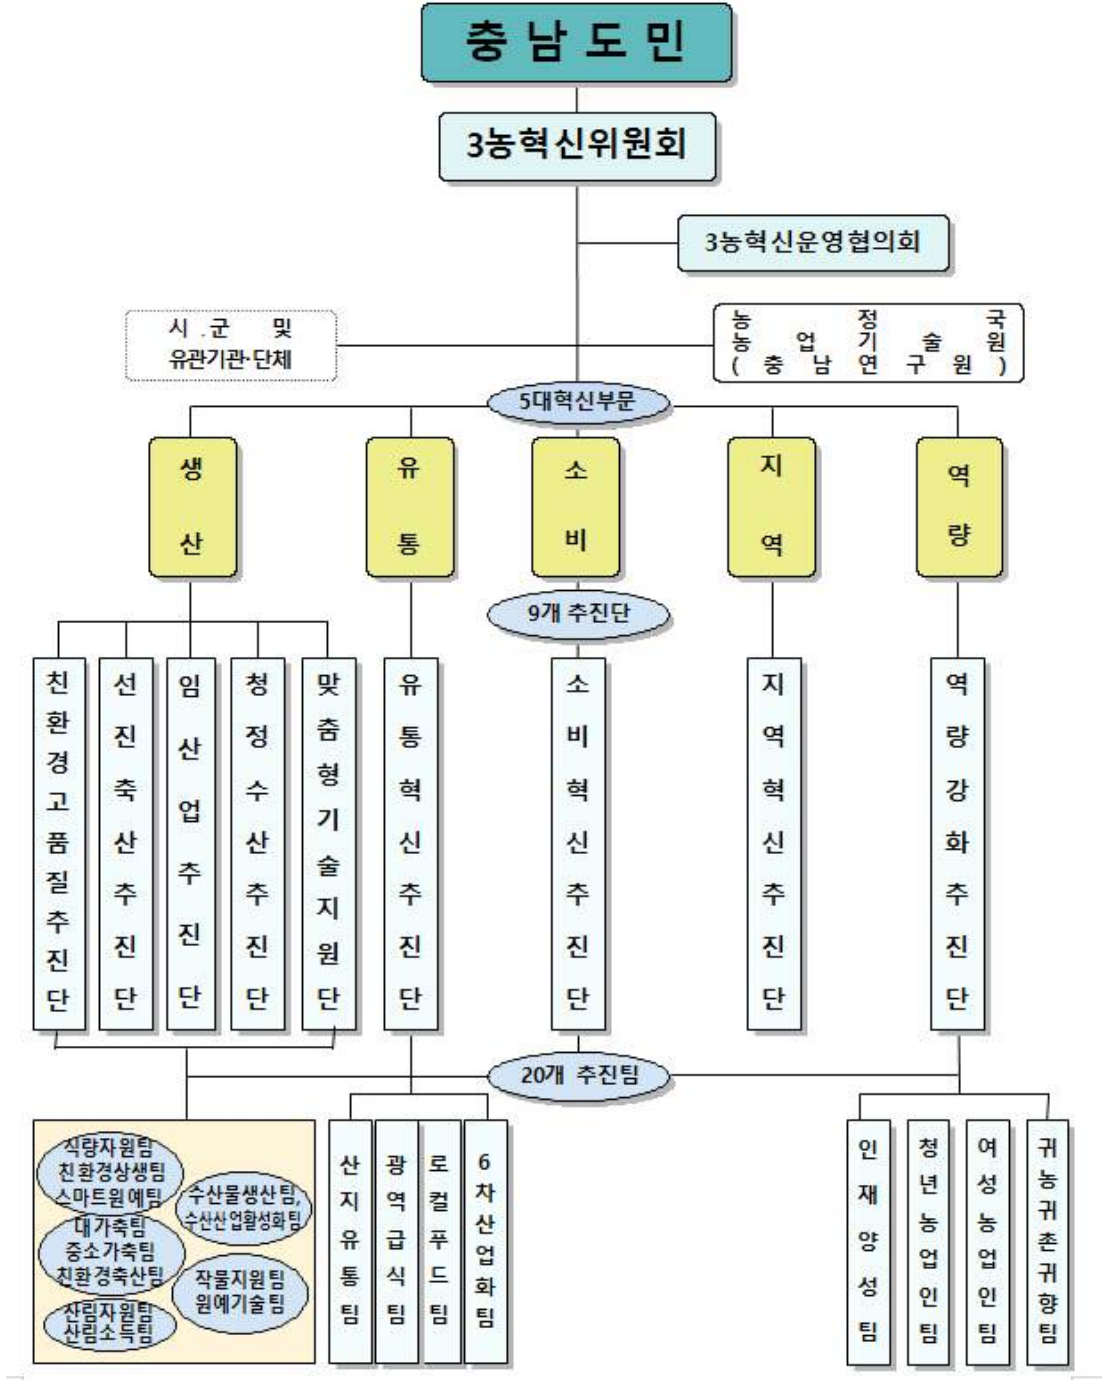 충 남 도 민
3농혁신위원회
3농혁신운영협의회
시 .군 및
유관기관·단체
농 정 국
농 업 기 술 원
( 충 남 연 구 원 )
5대혁신부문
생산
유통
소비
지역
역량
9개 추진단
친환경고품질추진단
선진축산추진단
임산업추진단
청정수산추진단
맞춤형기술지원단
유통혁신추진단
소비혁신추진단
지역혁신추진단
역량강화추진단
20개 추진팀
식량자원팀
친환경상생팀
스마트원예팀
대가축팀
중소가축팀
친환경축산팀
산림자원팀
산림소득팀
수산물생산팀,
수산산업활성화팀
작물지원팀
원예기술팀
산지유통팀
광역급식팀
로컬푸드팀
6차산업화팀
인재양성팀
청년농업인팀
여성농업인팀
귀농귀촌귀향팀